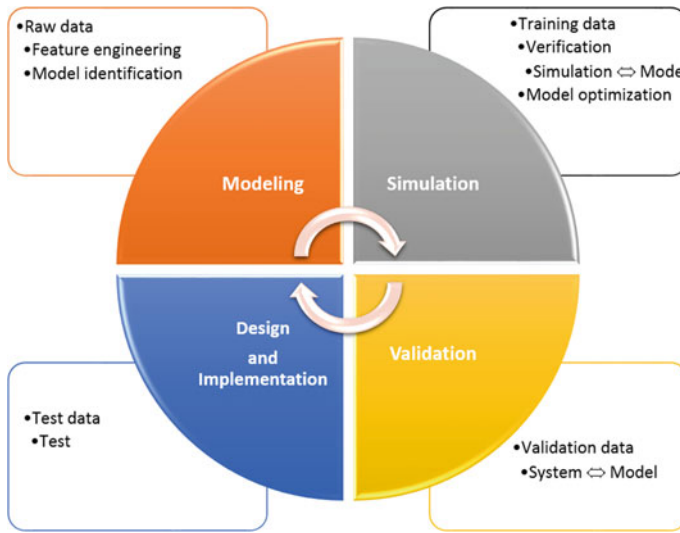 •Raw data
•Feature engineering
•Model identification
•Training data
•Verification
•Simulation ⇔ Mode
•Model optimization
Modeling
Simulation
Design
and
Implementation
Validation
•Test data
•Test
•Validation data
•System ⇔ Model